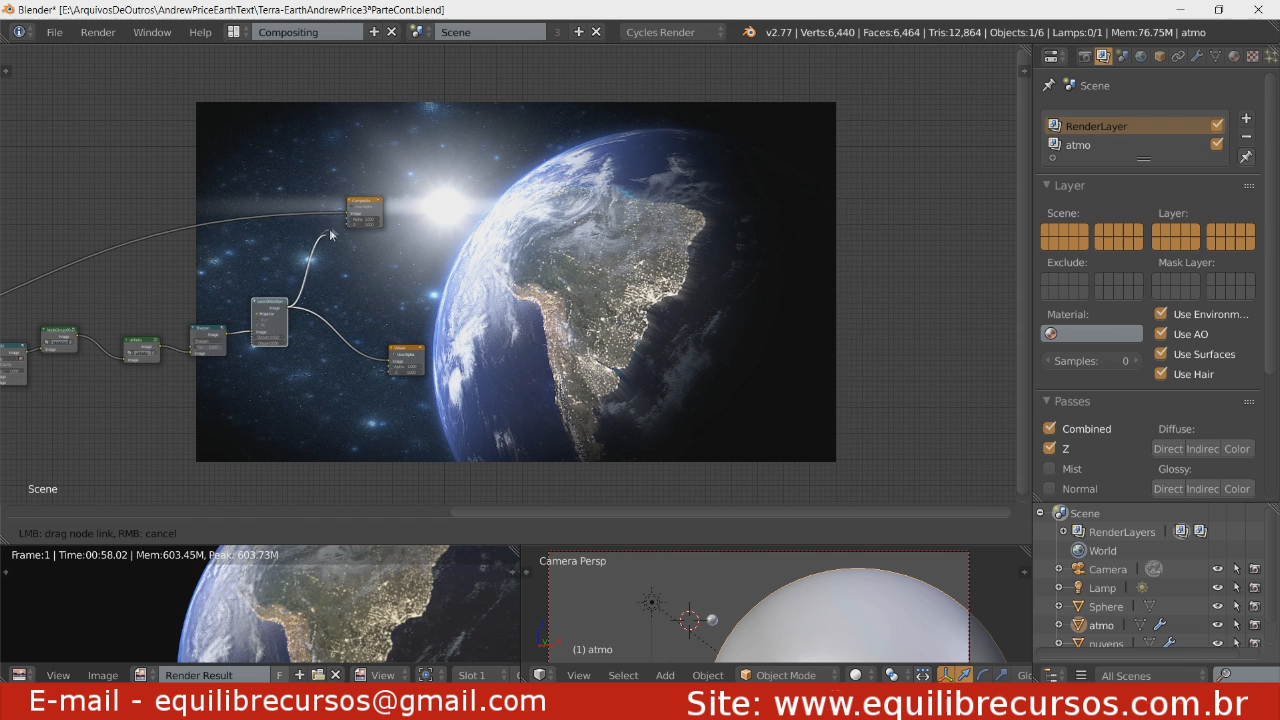 Blender* [E:\ArquivosDeOutros\AndrewPriceEarthText\Terra-EarthAndrewPrice3*ParteCont.blend]
File Render Window Help Compositing Scene 3 Cycles Render v2.77 | Verts:6,440 | Faces:6,464 | Tris:12,864 | Objects:1/6 | Lamps:0/1 | Mem:76.75M | atmo
Scene
RenderLayer
atmo
Layer
Scene: Layer:
Exclude: Mask Layer:
Material: Use Environm...
Use AO
Samples: 0 Use Surfaces
Use Hair
Passes
Combined Diffuse:
Z Direct Indirec Color
Mist Glossy:
Normal Direct Indirec Color
Scene
LMB: drag node link, RMB: cancel
Scene
RenderLayers
World
Camera
Lamp
Sphere
atmo
nuvens
Frame:1 | Time:00:58.02 | Mem:603.45M, Peak: 603.73M
Camera Persp
(1) atmo
View Image Render Result F View Slot 1
View Select Add Object Object Mode Glo
All Scenes
E-mail - equilibrecursos@gmail.com
Site: www.equilibrecursos.com.br